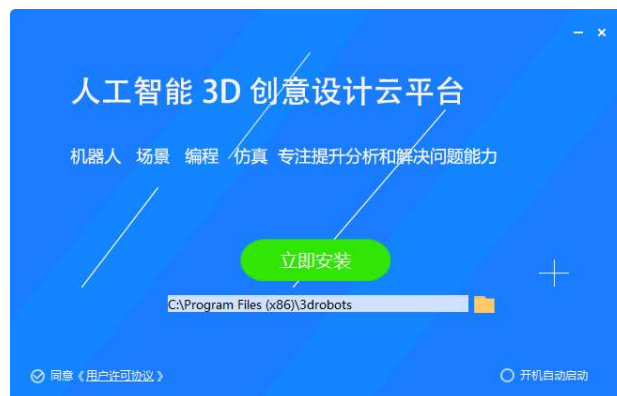 人工智能 3D 创意设计云平台
机器人 场景 编程 仿真 专注提升分析和解决问题能力
立即安装
C:\Program Files (x86)\3drobots
同意《用户许可协议》 开机自动启动